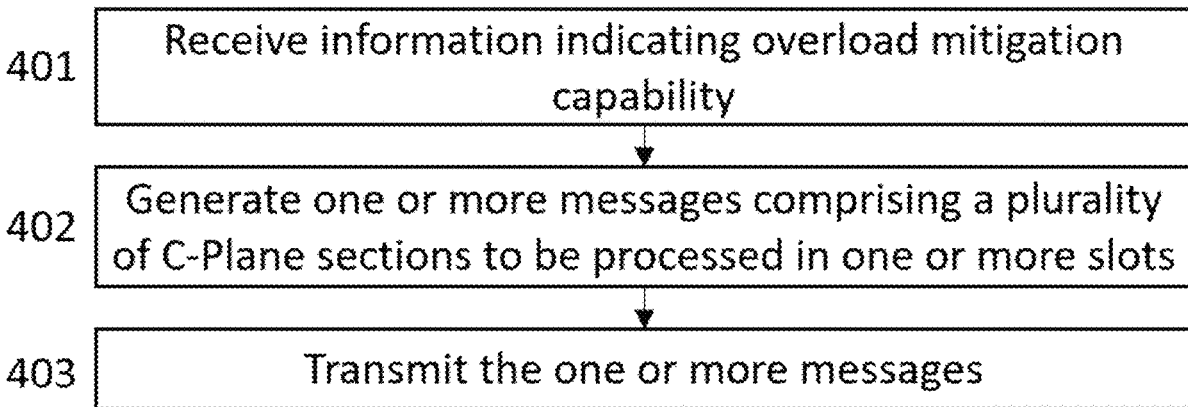 401
Receive information indicating overload mitigation
capability
402
Generate one or more messages comprising a plurality
of C-Plane sections to be processed in one or more slots
403
Transmit the one or more messages